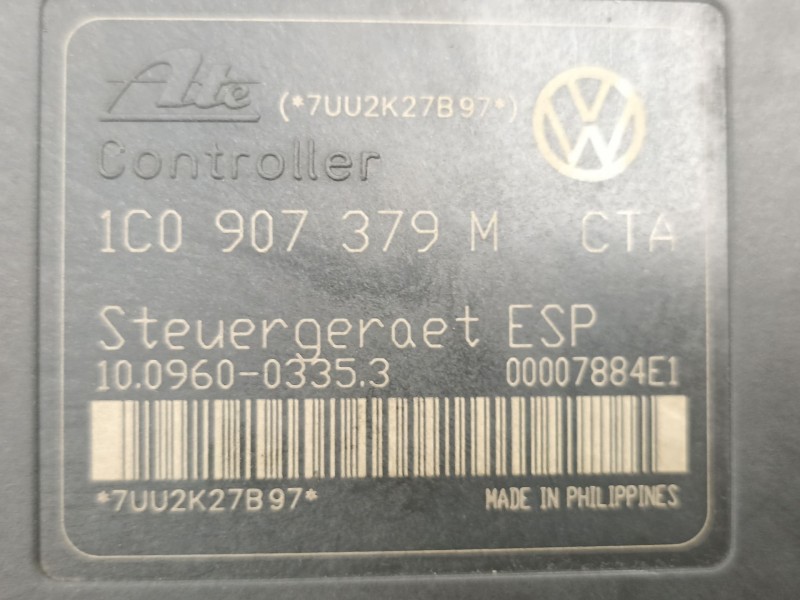 Ate (*7UU2K27B97*)
Controller
1C0 907 379 M CTA
Steuergeraet ESP
10.0960-0335.3 00007884E1
*7UU2K27B97* MADE IN PHILIPPINES